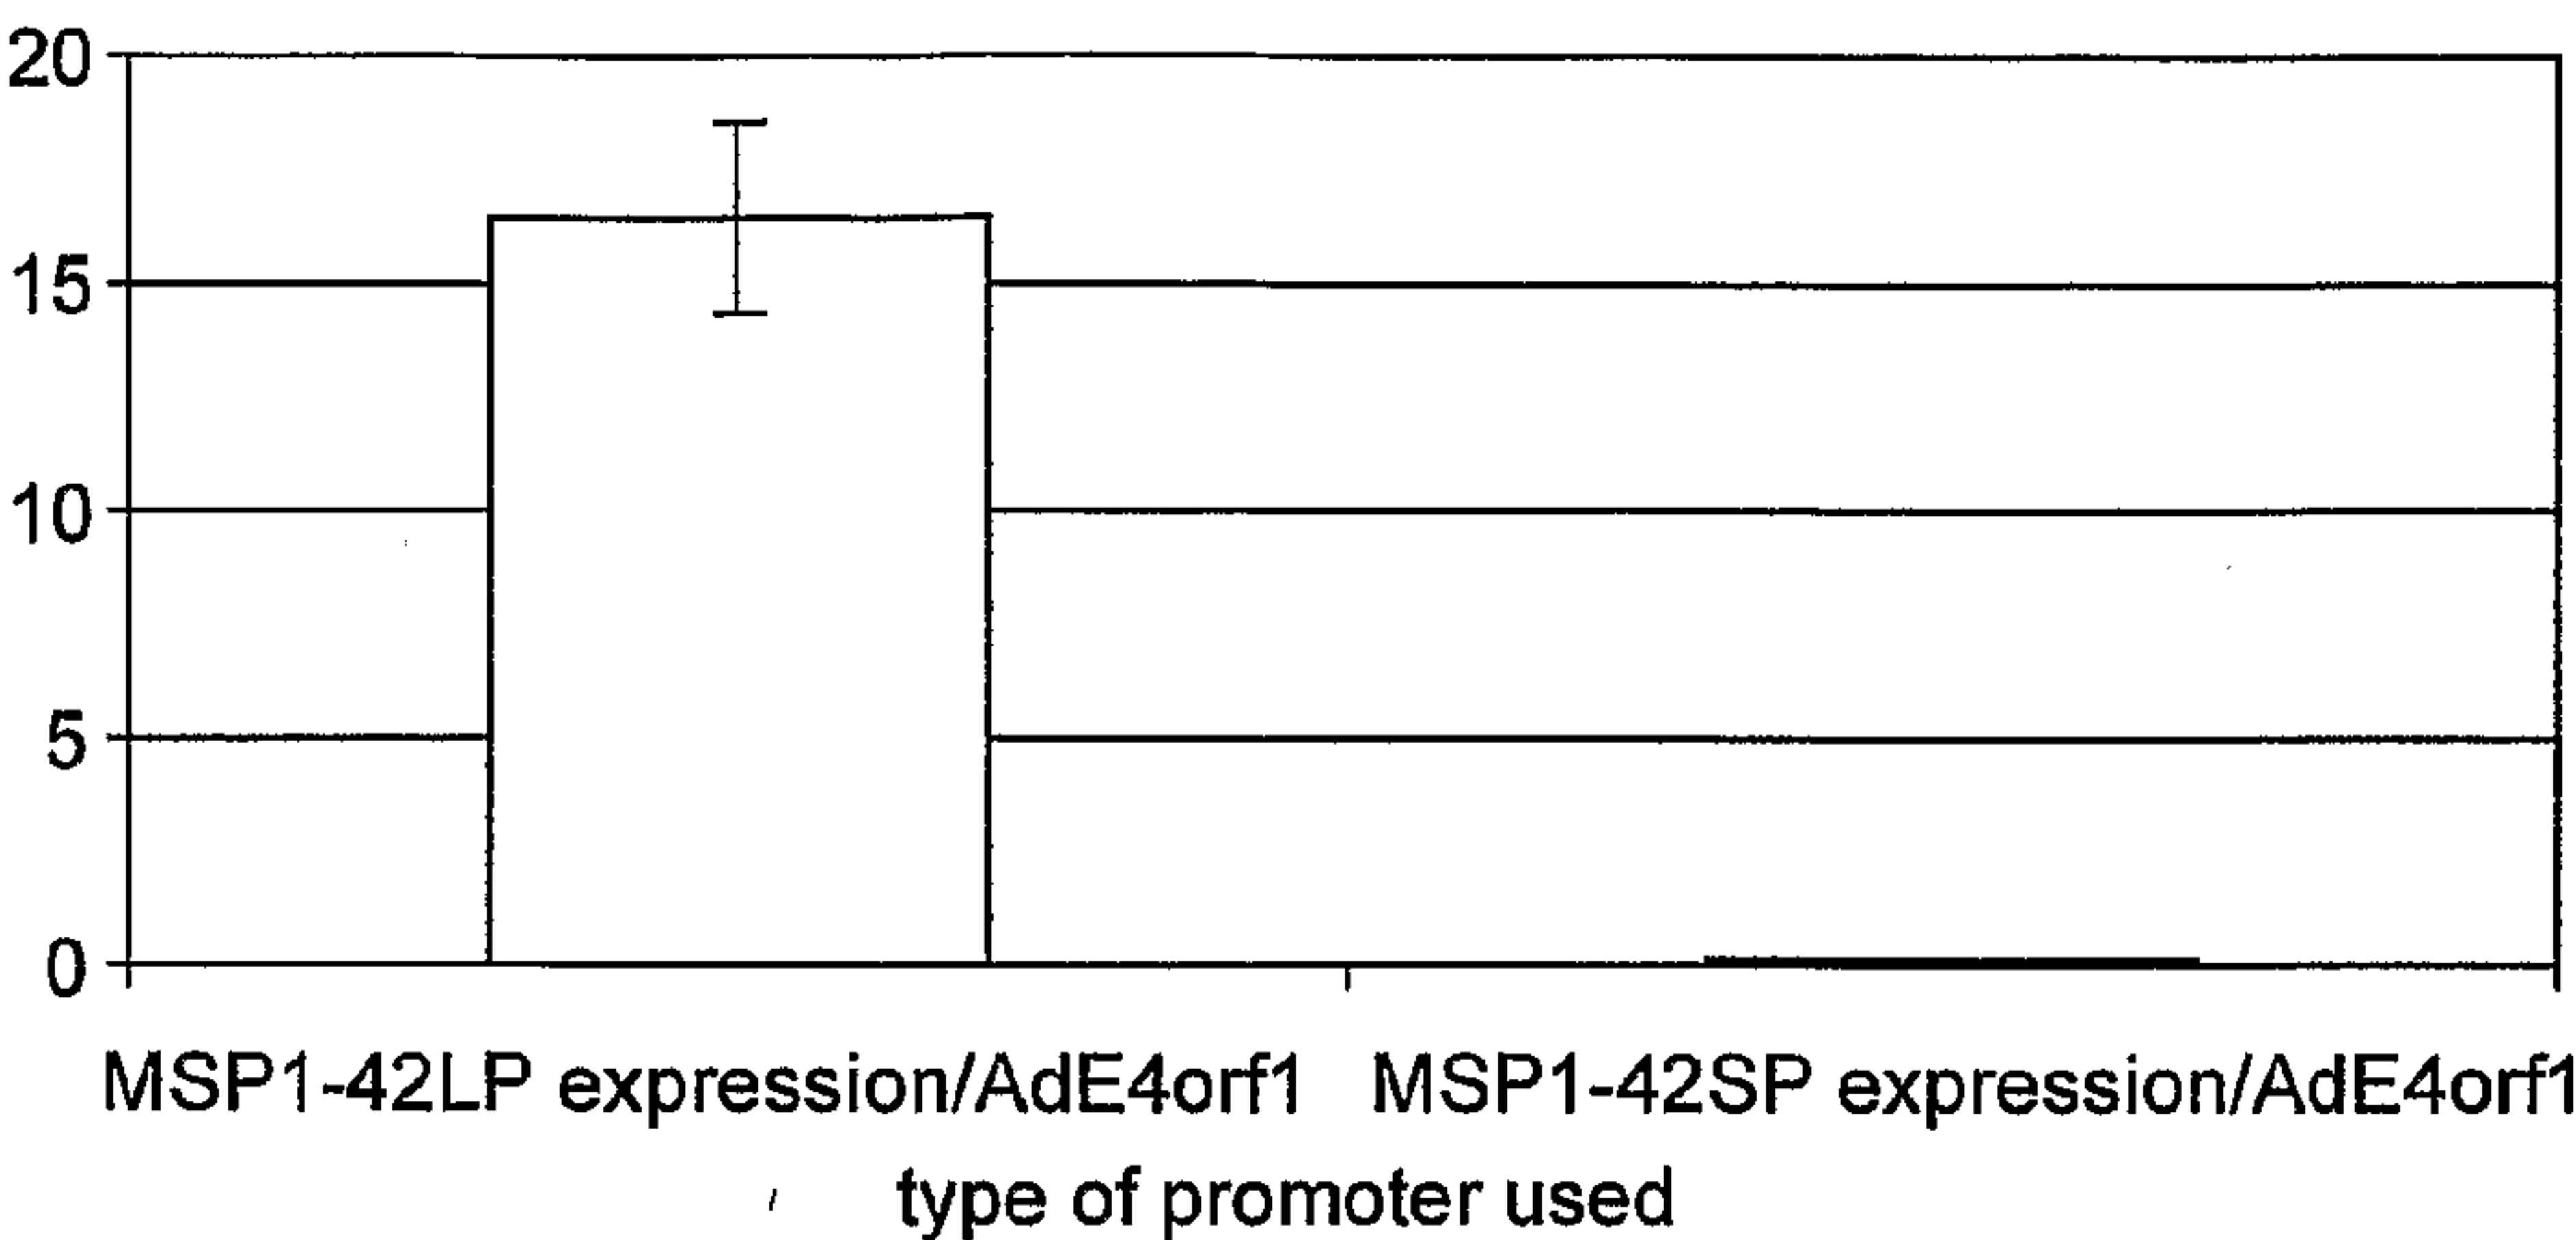 20
15
10
5
0
MSP1-42LP expression/AdE4orf1 MSP1-42SP expression/AdE4orf1
type of promoter used